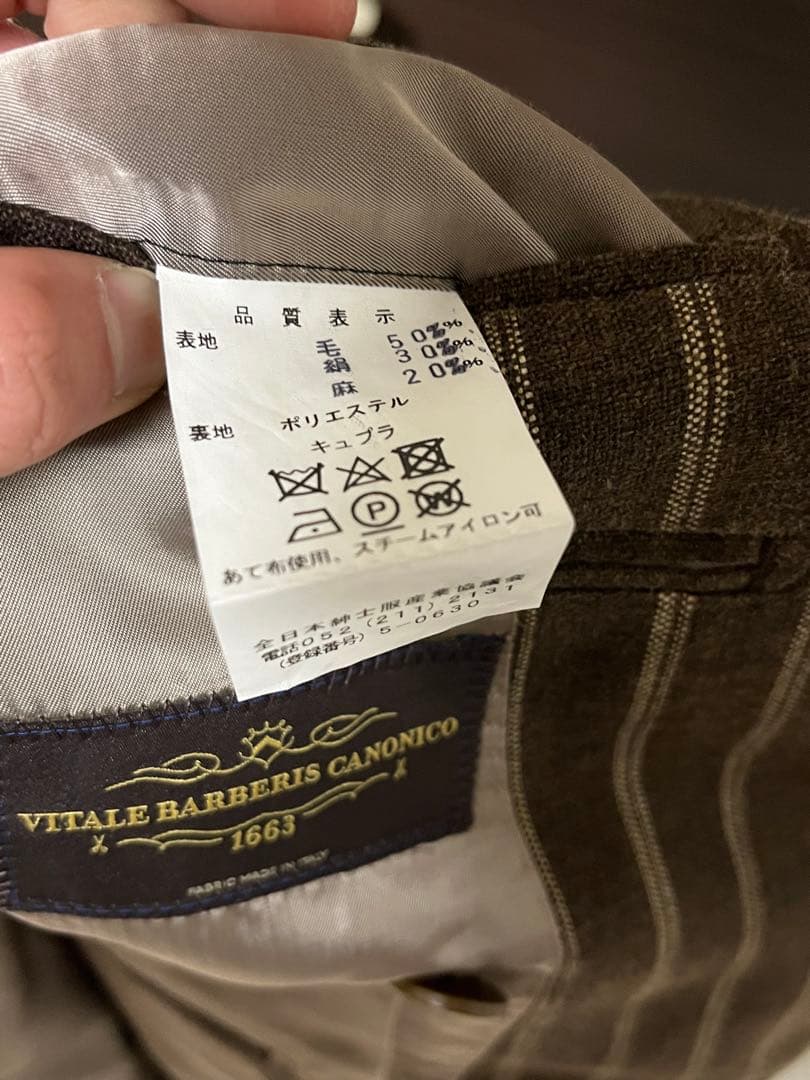 品質表示
表地 毛 50%
絹 30%
麻 20%
裏地 ポリエステル
キュプラ
P W
あて布使用、スチームアイロン可
全日本紳士服産業協議会
電話052(211)2131
(登録番号)5-0630
VITALE BARBERIS CANONICO
1663
FABRIC MADE IN ITALY